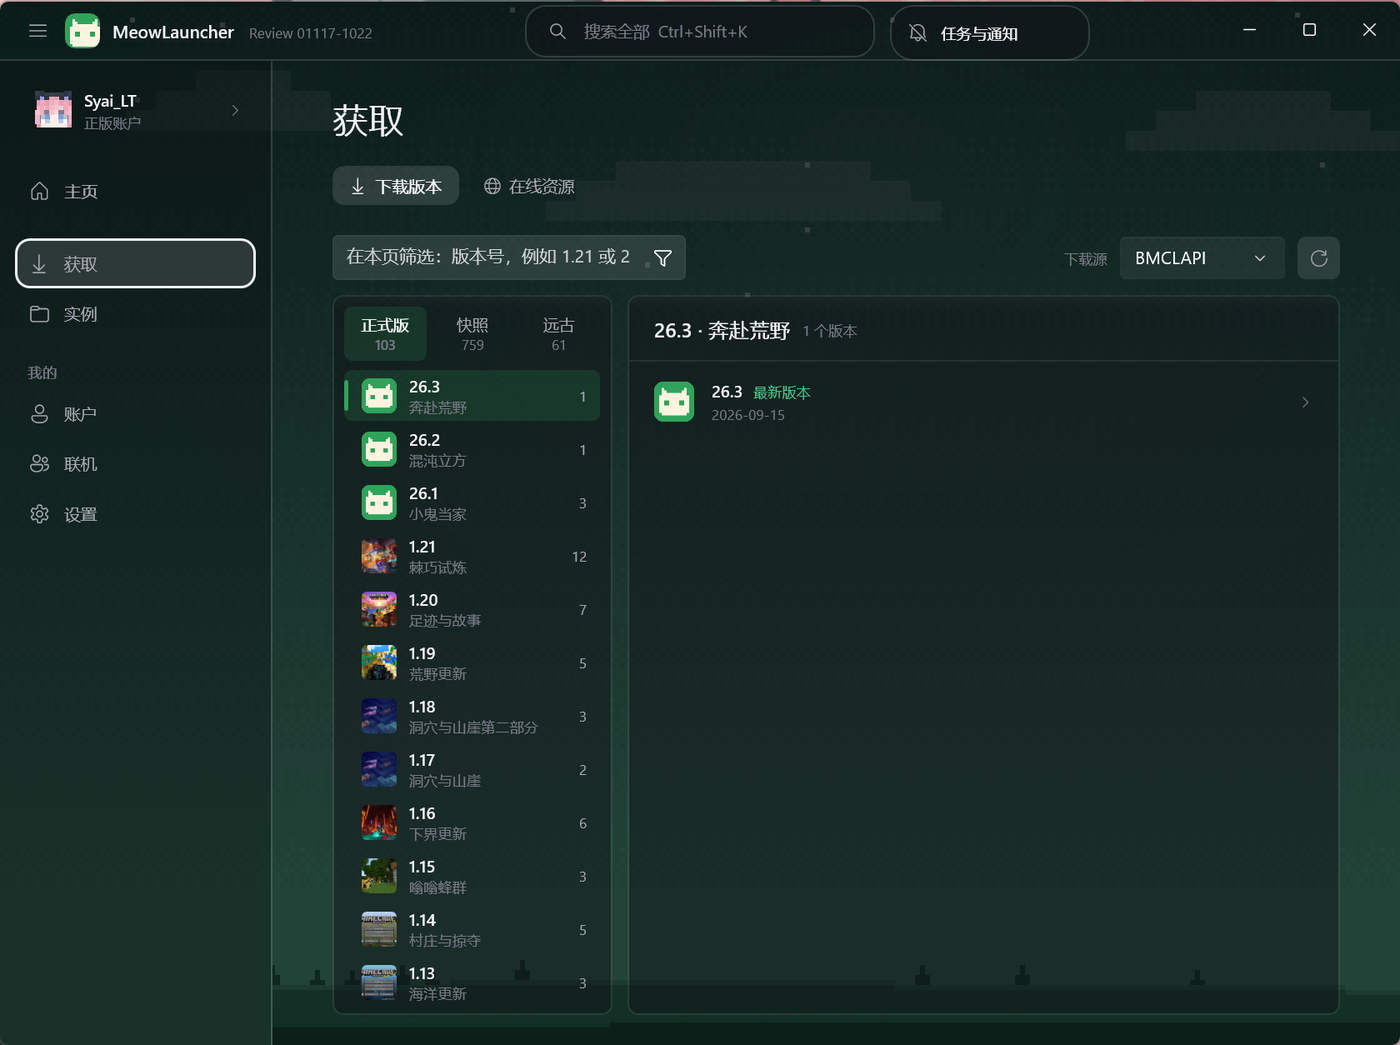 MeowLauncher Review 01117-1022
搜索全部 Ctrl+Shift+K
任务与通知
Syai_LT
正版账户
主页
获取
实例
我的
账户
联机
设置
获取
下载版本
在线资源
在本页筛选：版本号，例如 1.21 或 2
下载源
BMCLAPI
正式版
103
快照
759
远古
61
26.3
奔赴荒野
1
26.2
混沌立方
1
26.1
小鬼当家
3
1.21
棘巧试炼
12
1.20
足迹与故事
7
1.19
荒野更新
5
1.18
洞穴与山崖第二部分
3
1.17
洞穴与山崖
2
1.16
下界更新
6
1.15
嗡嗡蜂群
3
1.14
村庄与掠夺
5
1.13
海洋更新
3
26.3 · 奔赴荒野 1 个版本
26.3 最新版本
2026-09-15